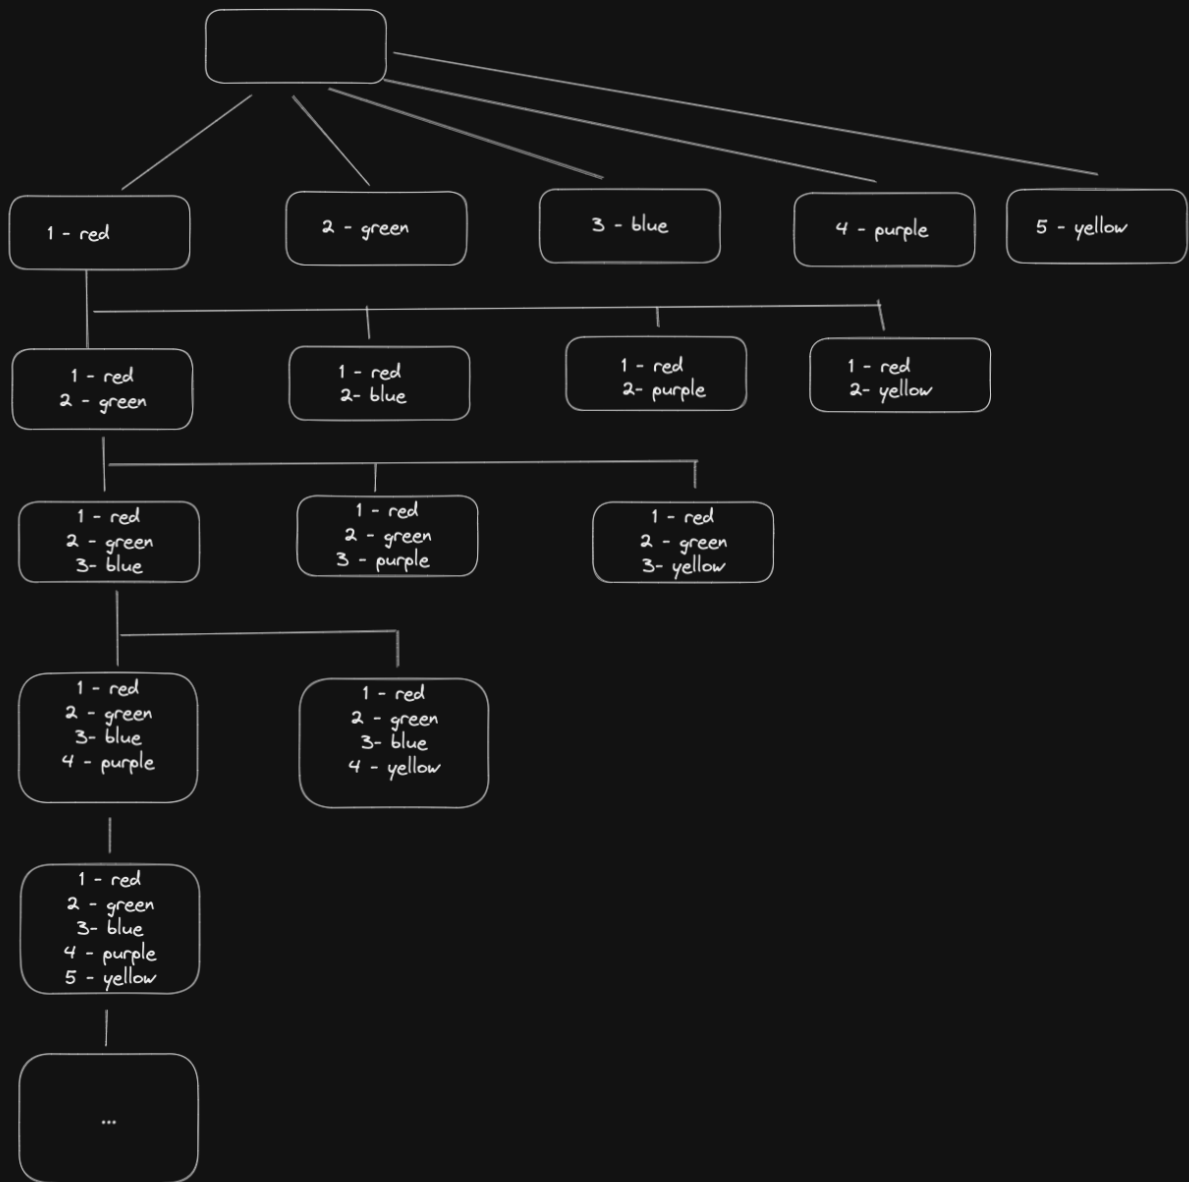 1 - red
2 - green
3 - blue
4 - purple
5 - yellow
1 - red
2 - green
1 - red
2- blue
1 - red
2- purple
1 - red
2- yellow
1 - red
2 - green
3- blue
1 - red
2 - green
3 - purple
1 - red
2 - green
3- yellow
1 - red
2 - green
3- blue
4 - purple
1 - red
2 - green
3- blue
4 - yellow
1 - red
2 - green
3- blue
4 - purple
5 - yellow
...